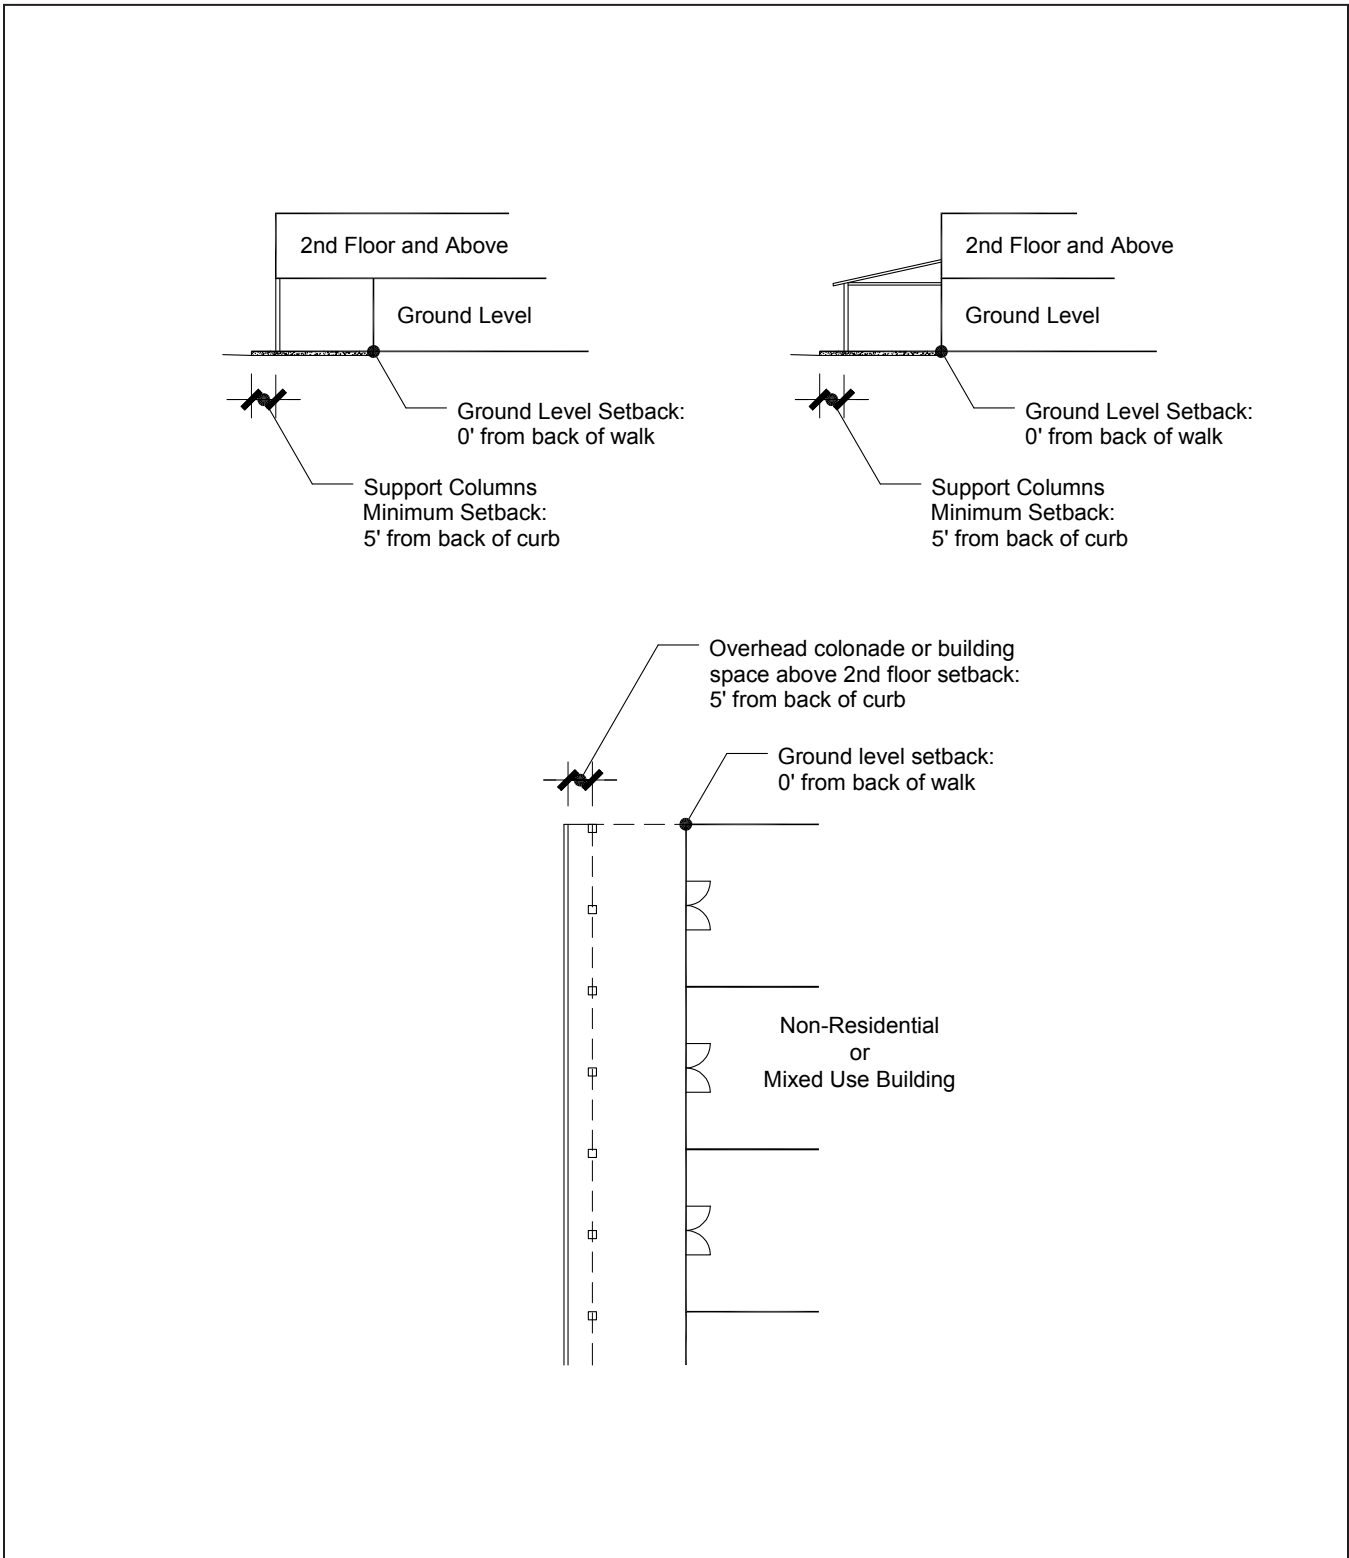 2nd Floor and Above
Ground Level
Ground Level Setback:
0' from back of walk
Support Columns
Minimum Setback:
5' from back of curb
2nd Floor and Above
Ground Level
Ground Level Setback:
0' from back of walk
Support Columns
Minimum Setback:
5' from back of curb
Overhead colonade or building
space above 2nd floor setback:
5' from back of curb
Ground level setback:
0' from back of walk
Non-Residential
or
Mixed Use Building